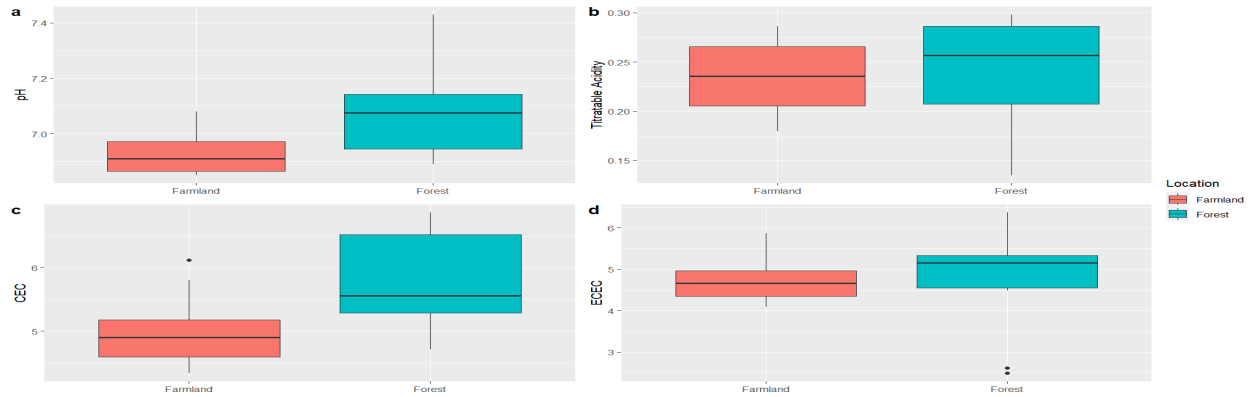 a
7.4
7.2
7.0
pH
Farmland
Forest
b
0.30
0.25
0.20
0.15
Titratable Acidity
Farmland
Forest
c
6
5
CEC
Farmland
Forest
d
6
5
4
3
ECEC
Farmland
Forest
Location
Farmland
Forest